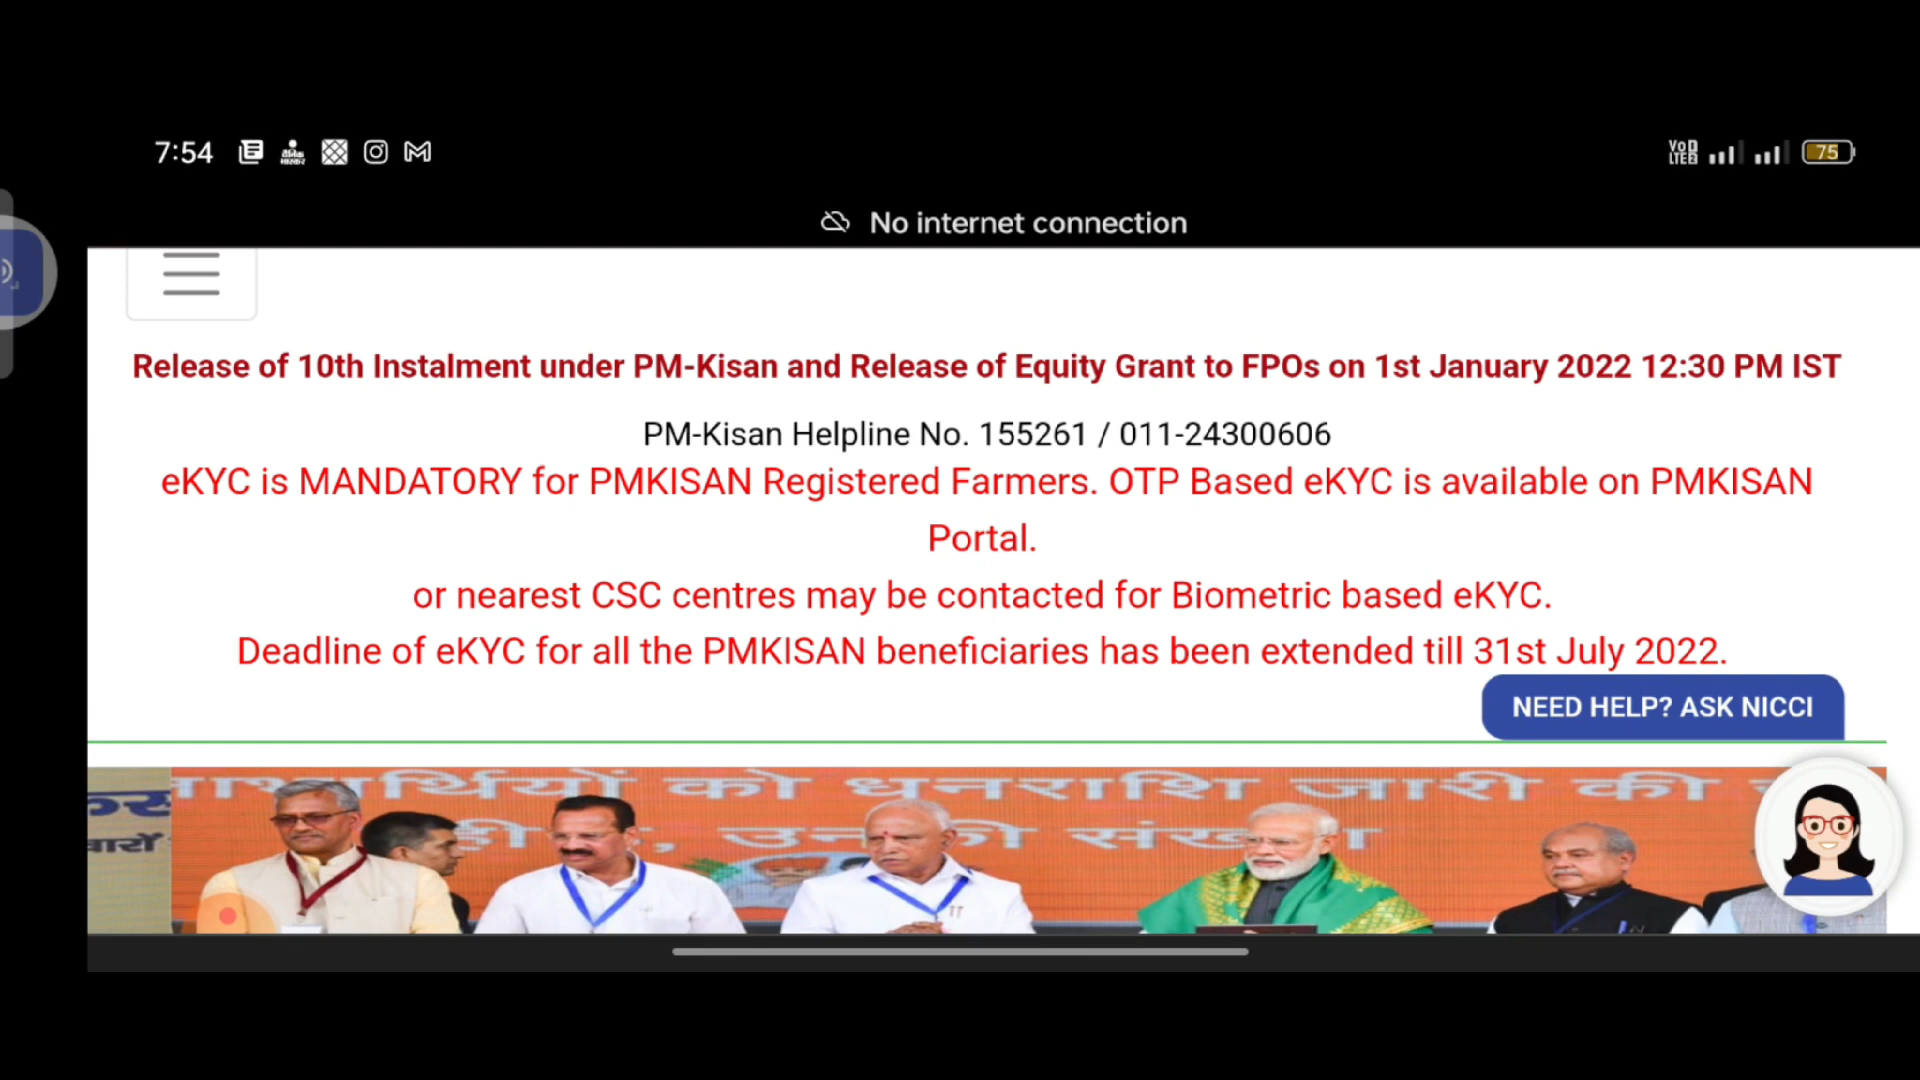 7:54
75
No internet connection
Release of 10th Instalment under PM-Kisan and Release of Equity Grant to FPOs on 1st January 2022 12:30 PM IST
PM-Kisan Helpline No. 155261 / 011-24300606
eKYC is MANDATORY for PMKISAN Registered Farmers. OTP Based eKYC is available on PMKISAN
Portal.
or nearest CSC centres may be contacted for Biometric based eKYC.
Deadline of eKYC for all the PMKISAN beneficiaries has been extended till 31st July 2022.
NEED HELP? ASK NICCI
को धनराशि जारी की
उनकी संख्या